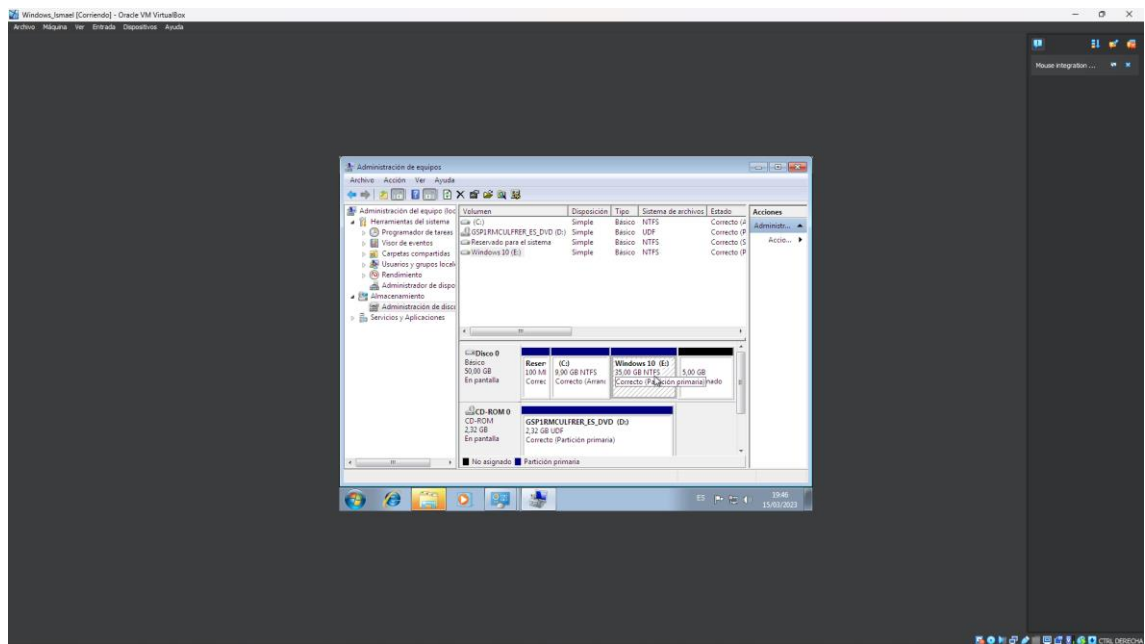 Windows_Ismael [Corriendo] - Oracle VM VirtualBox
Archivo Máquina Ver Entrada Dispositivos Ayuda
Mouse integration ...
Administración de equipos
Archivo Acción Ver Ayuda
Administración del equipo (loc
Herramientas del sistema
Programador de tareas
Visor de eventos
Carpetas compartidas
Usuarios y grupos local
Rendimiento
Administrador de dispo
Almacenamiento
Administración de disc
Servicios y Aplicaciones
Volumen Disposición Tipo Sistema de archivos Estado
(C:) Simple Básico NTFS Correcto (A
GSP1RMCULFRER_ES_DVD (D:) Simple Básico UDF Correcto (P
Reservado para el sistema Simple Básico NTFS Correcto (S
Windows 10 (E:) Simple Básico NTFS Correcto (P
Acciones
Administr...
Accio...
Disco 0
Básico
50,00 GB
En pantalla
Reser
100 MI
Correc
(C:)
9,90 GB NTFS
Correcto (Arran
Windows 10 (E:)
35,00 GB NTFS
Correcto (Partición primaria)
5,00 GB
nado
CD-ROM 0
CD-ROM
2,32 GB
En pantalla
GSP1RMCULFRER_ES_DVD (D:)
2,32 GB UDF
Correcto (Partición primaria)
No asignado Partición primaria
ES
19:46
15/03/2023
CTRL DERECHA